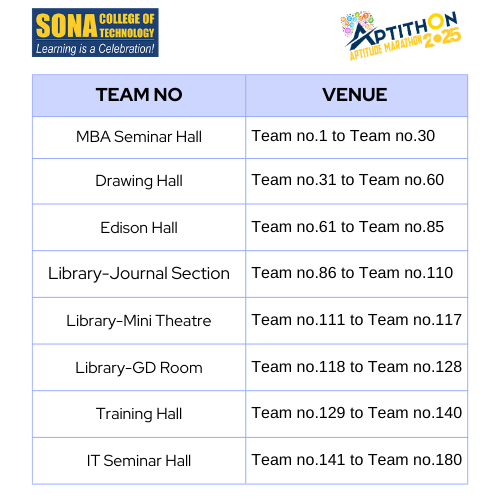 SONA COLLEGE OF TECHNOLOGY
Learning is a Celebration!
APTITHON
APTITUDE MARATHON 2025
TEAM NO VENUE
MBA Seminar Hall Team no.1 to Team no.30
Drawing Hall Team no.31 to Team no.60
Edison Hall Team no.61 to Team no.85
Library-Journal Section Team no.86 to Team no.110
Library-Mini Theatre Team no.111 to Team no.117
Library-GD Room Team no.118 to Team no.128
Training Hall Team no.129 to Team no.140
IT Seminar Hall Team no.141 to Team no.180